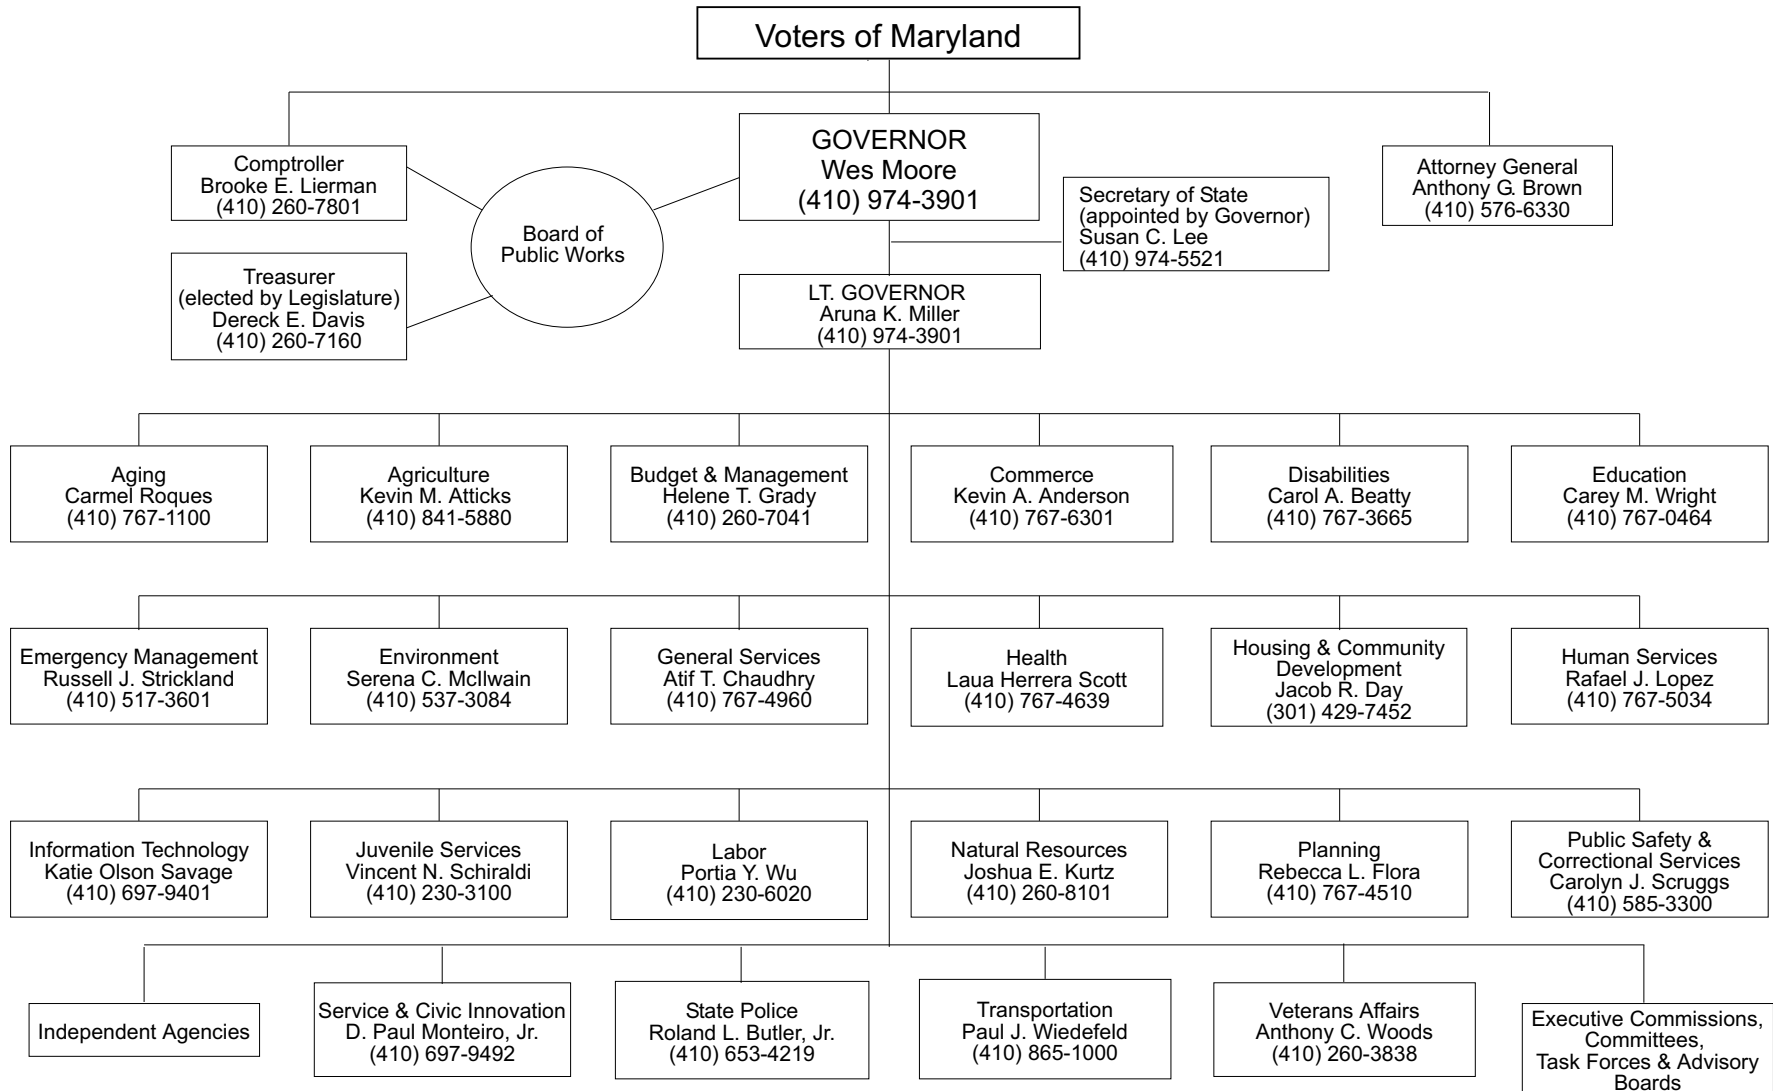 Voters of Maryland
Comptroller
Brooke E. Lierman
(410) 260-7801
GOVERNOR
Wes Moore
(410) 974-3901
Attorney General
Anthony G. Brown
(410) 576-6330
Secretary of State
(appointed by Governor)
Susan C. Lee
(410) 974-5521
Board of
Public Works
Treasurer
(elected by Legislature)
Dereck E. Davis
(410) 260-7160
LT. GOVERNOR
Aruna K. Miller
(410) 974-3901
Aging
Carmel Roques
(410) 767-1100
Agriculture
Kevin M. Atticks
(410) 841-5880
Budget & Management
Helene T. Grady
(410) 260-7041
Commerce
Kevin A. Anderson
(410) 767-6301
Disabilities
Carol A. Beatty
(410) 767-3665
Education
Carey M. Wright
(410) 767-0464
Emergency Management
Russell J. Strickland
(410) 517-3601
Environment
Serena C. McIlwain
(410) 537-3084
General Services
Atif T. Chaudhry
(410) 767-4960
Health
Laua Herrera Scott
(410) 767-4639
Housing & Community
Development
Jacob R. Day
(301) 429-7452
Human Services
Rafael J. Lopez
(410) 767-5034
Information Technology
Katie Olson Savage
(410) 697-9401
Juvenile Services
Vincent N. Schiraldi
(410) 230-3100
Labor
Portia Y. Wu
(410) 230-6020
Natural Resources
Joshua E. Kurtz
(410) 260-8101
Planning
Rebecca L. Flora
(410) 767-4510
Public Safety &
Correctional Services
Carolyn J. Scruggs
(410) 585-3300
Independent Agencies
Service & Civic Innovation
D. Paul Monteiro, Jr.
(410) 697-9492
State Police
Roland L. Butler, Jr.
(410) 653-4219
Transportation
Paul J. Wiedefeld
(410) 865-1000
Veterans Affairs
Anthony C. Woods
(410) 260-3838
Executive Commissions,
Committees,
Task Forces & Advisory
Boards